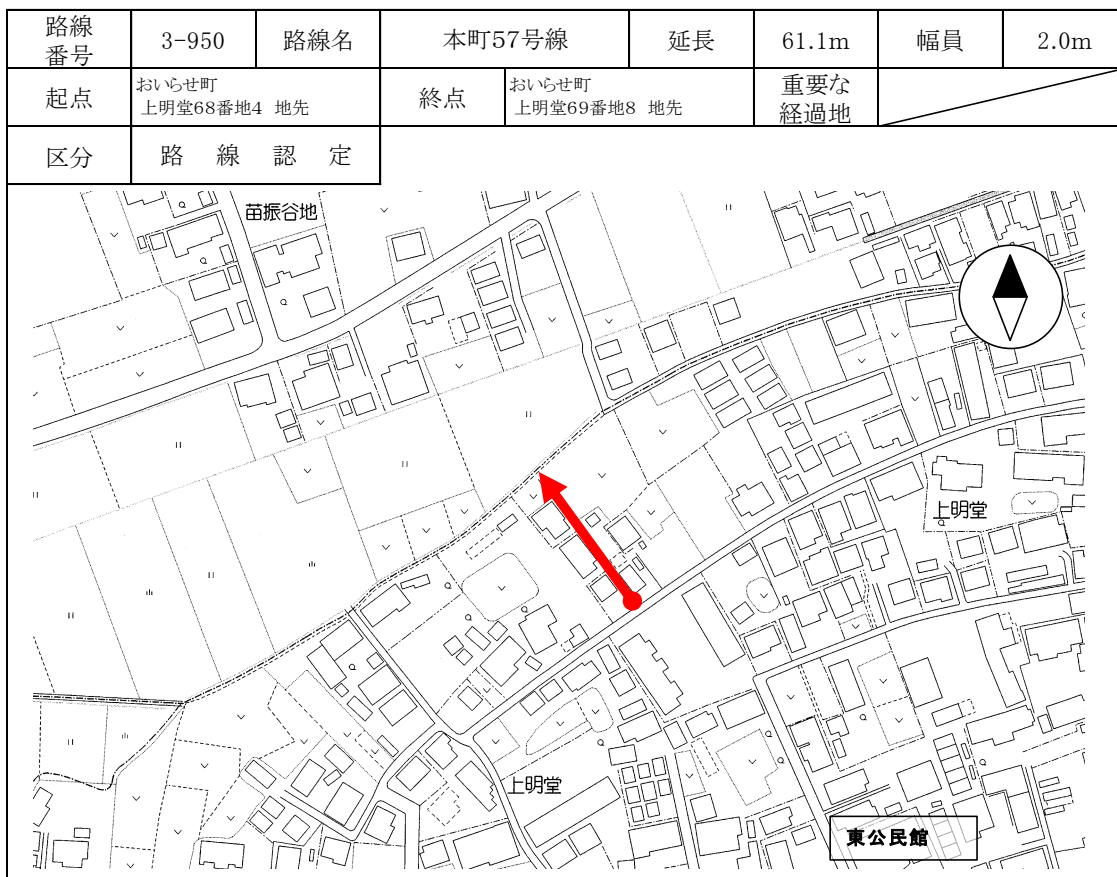 路線
番号
3-950
路線名
本町57号線
延長
61.1m
幅員
2.0m
起点
おいらせ町
上明堂68番地4 地先
終点
おいらせ町
上明堂69番地8 地先
重要な
経過地
区分
路 線 認 定
苗振谷地
上明堂
上明堂
東公民館